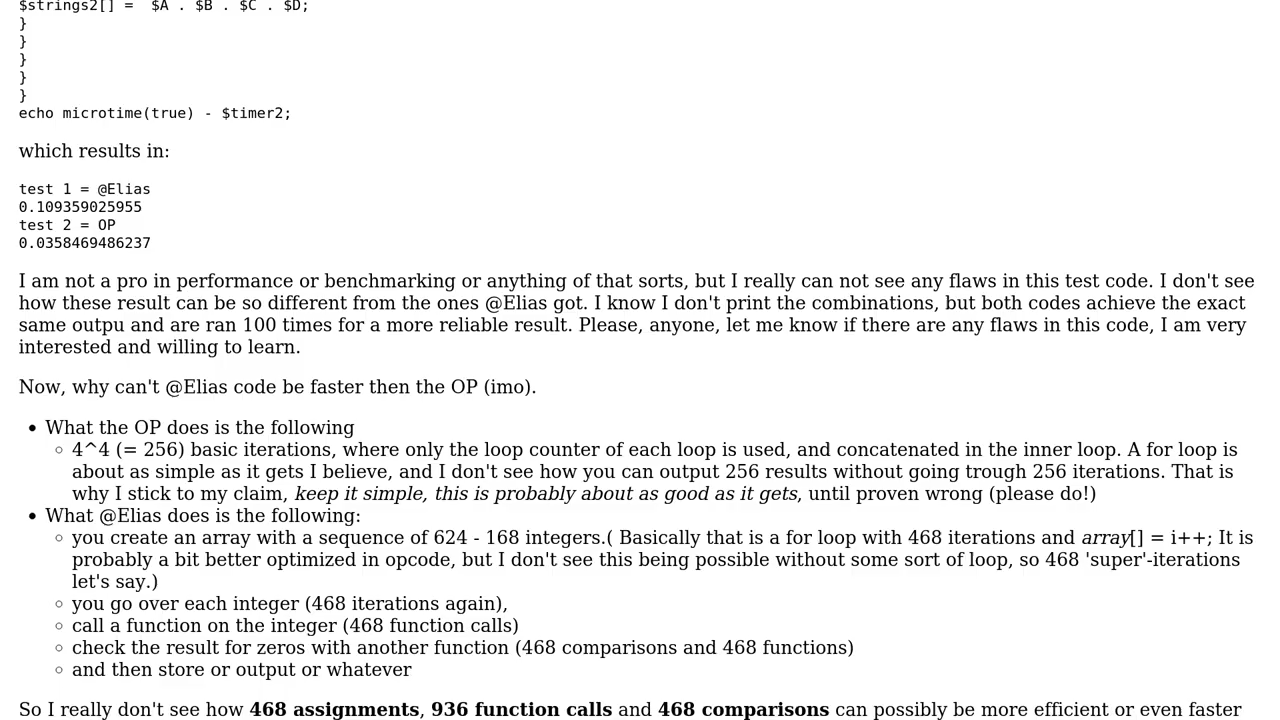 $strings2[] =  $A . $B . $C . $D;
}
}
}
}
}
echo microtime(true) - $timer2;
which results in:
test 1 = @Elias
0.109359025955
test 2 = OP
0.0358469486237
I am not a pro in performance or benchmarking or anything of that sorts, but I really can not see any flaws in this test code. I don't see
how these result can be so different from the ones @Elias got. I know I don't print the combinations, but both codes achieve the exact
same outpu and are ran 100 times for a more reliable result. Please, anyone, let me know if there are any flaws in this code, I am very
interested and willing to learn.
Now, why can't @Elias code be faster then the OP (imo).
• What the OP does is the following
◦ 4^4 (= 256) basic iterations, where only the loop counter of each loop is used, and concatenated in the inner loop. A for loop is
about as simple as it gets I believe, and I don't see how you can output 256 results without going trough 256 iterations. That is
why I stick to my claim, keep it simple, this is probably about as good as it gets, until proven wrong (please do!)
• What @Elias does is the following:
◦ you create an array with a sequence of 624 - 168 integers.( Basically that is a for loop with 468 iterations and array[] = i++; It is
probably a bit better optimized in opcode, but I don't see this being possible without some sort of loop, so 468 'super'-iterations
let's say.)
◦ you go over each integer (468 iterations again),
◦ call a function on the integer (468 function calls)
◦ check the result for zeros with another function (468 comparisons and 468 functions)
◦ and then store or output or whatever
So I really don't see how 468 assignments, 936 function calls and 468 comparisons can possibly be more efficient or even faster